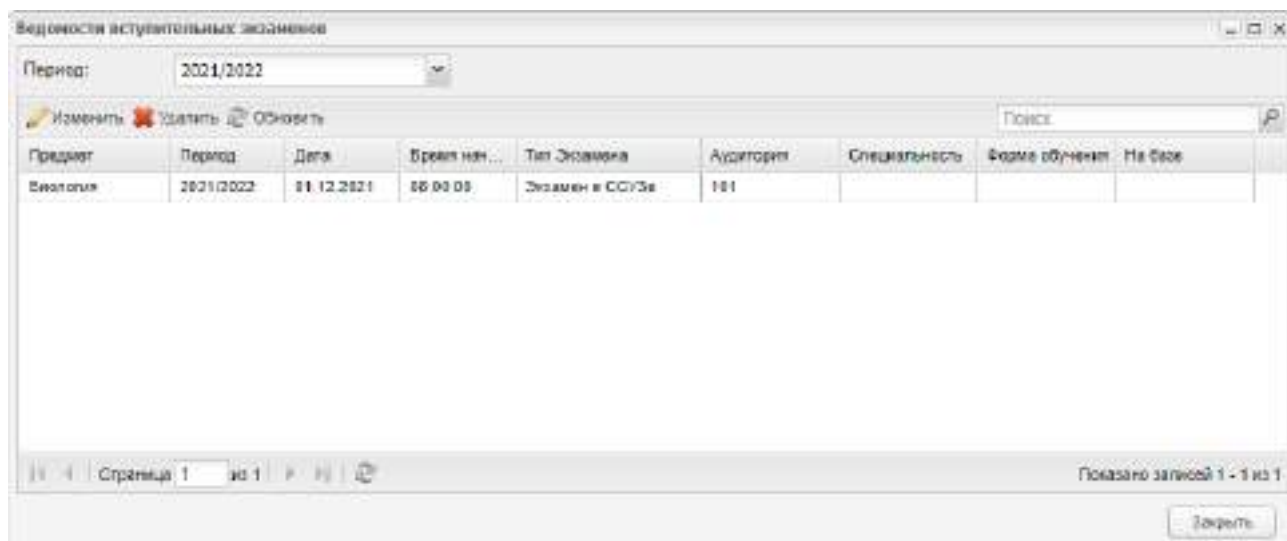 Ведомости вступительных экзаменов
Период: 2021/2022
Изменить Удалить Обновить Поиск
Предмет Период Дата Время нач... Тип Экзамена Аудитория Специальность Форма обучения На базе
Биология 2021/2022 01.12.2021 08:00:00 Экзамен в ССУЗе 101
Страница 1 из 1 Показано записей 1 - 1 из 1
Закрыть